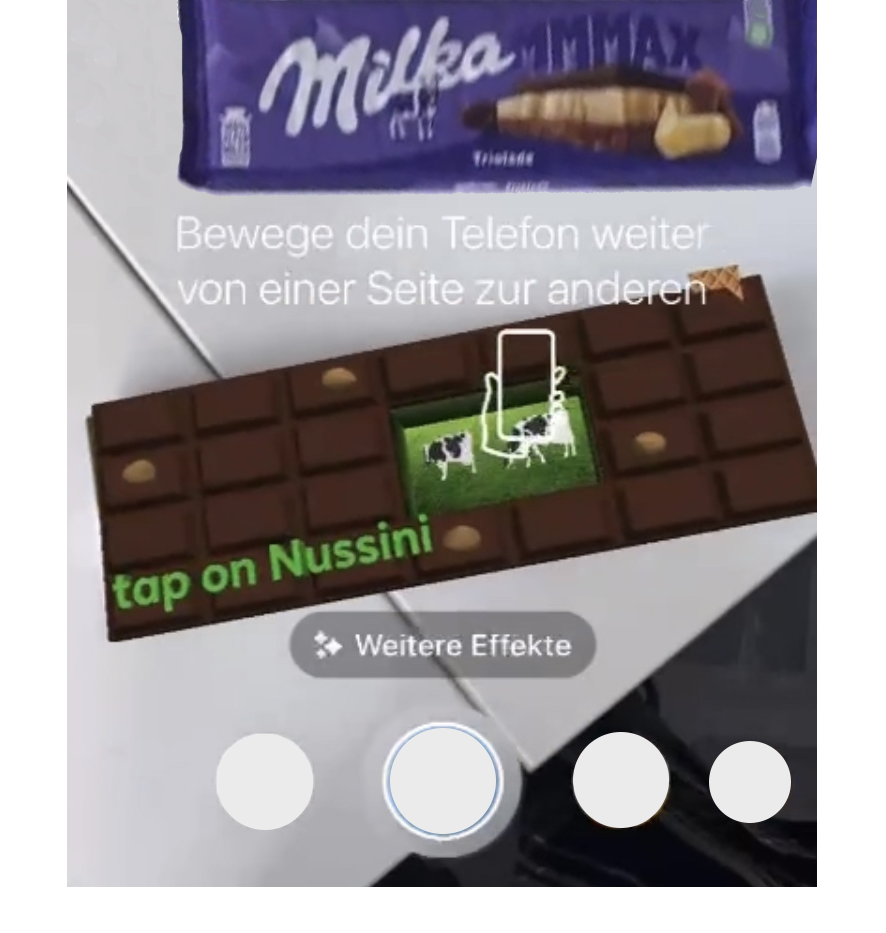 Milka MMMAX
Triolade
Bewege dein Telefon weiter
von einer Seite zur anderen
tap on Nussini
Weitere Effekte